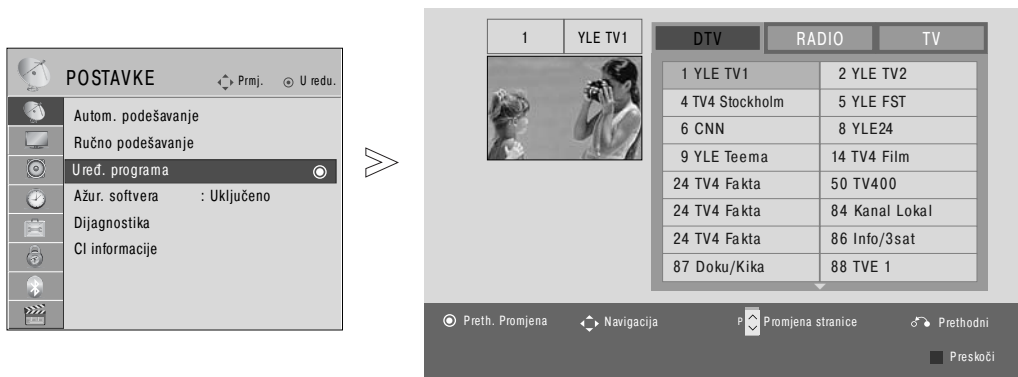 POSTAVKE
Prmj.
U redu.
Autom. podešavanje
Ručno podešavanje
Uređ. programa
Ažur. softvera : Uključeno
Dijagnostika
CI informacije
1 YLE TV1
DTV RADIO TV
1 YLE TV1 2 YLE TV2
4 TV4 Stockholm 5 YLE FST
6 CNN 8 YLE24
9 YLE Teema 14 TV4 Film
24 TV4 Fakta 50 TV400
24 TV4 Fakta 84 Kanal Lokal
24 TV4 Fakta 86 Info/3sat
87 Doku/Kika 88 TVE 1
Preth. Promjena Navigacija P Promjena stranice Prethodni
Preskoči